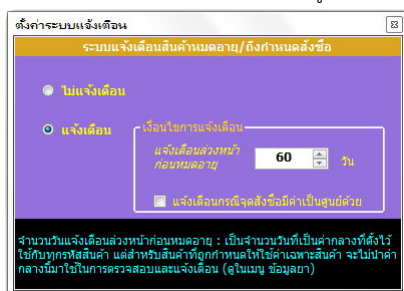 ตั้งค่าระบบแจ้งเตือน
ระบบแจ้งเตือนสินค้าหมดอายุ/ถึงกำหนดสั่งซื้อ
ไม่แจ้งเตือน
แจ้งเตือน
เงื่อนไขการแจ้งเตือน
แจ้งเตือนล่วงหน้า
ก่อนหมดอายุ
60
วัน
แจ้งเตือนกรณีจุดสั่งซื้อมีค่าเป็นศูนย์ด้วย
จำนวนวันแจ้งเตือนล่วงหน้าก่อนหมดอายุ : เป็นจำนวนวันที่เป็นค่ากลางที่ตั้งไว้
ใช้กับทุกรหัสสินค้า แต่สำหรับสินค้าที่ถูกกำหนดให้ใช้ค่าเฉพาะสินค้า จะไม่นำค่า
กลางนี้มาใช้ในการตรวจสอบและแจ้งเตือน (ดูในเมนู ข้อมูลยา)